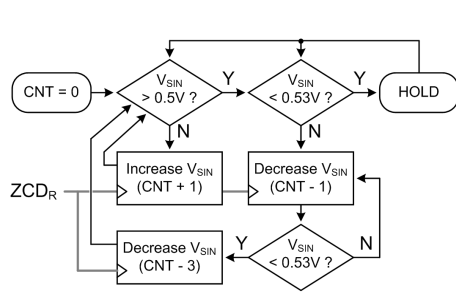 V_SIN
> 0.5V ?
Y
V_SIN
< 0.53V ?
Y
CNT = 0
HOLD
N
N
Increase V_SIN
(CNT + 1)
Decrease V_SIN
(CNT - 1)
ZCD_R
Decrease V_SIN
(CNT - 3)
Y
V_SIN
< 0.53V ?
N